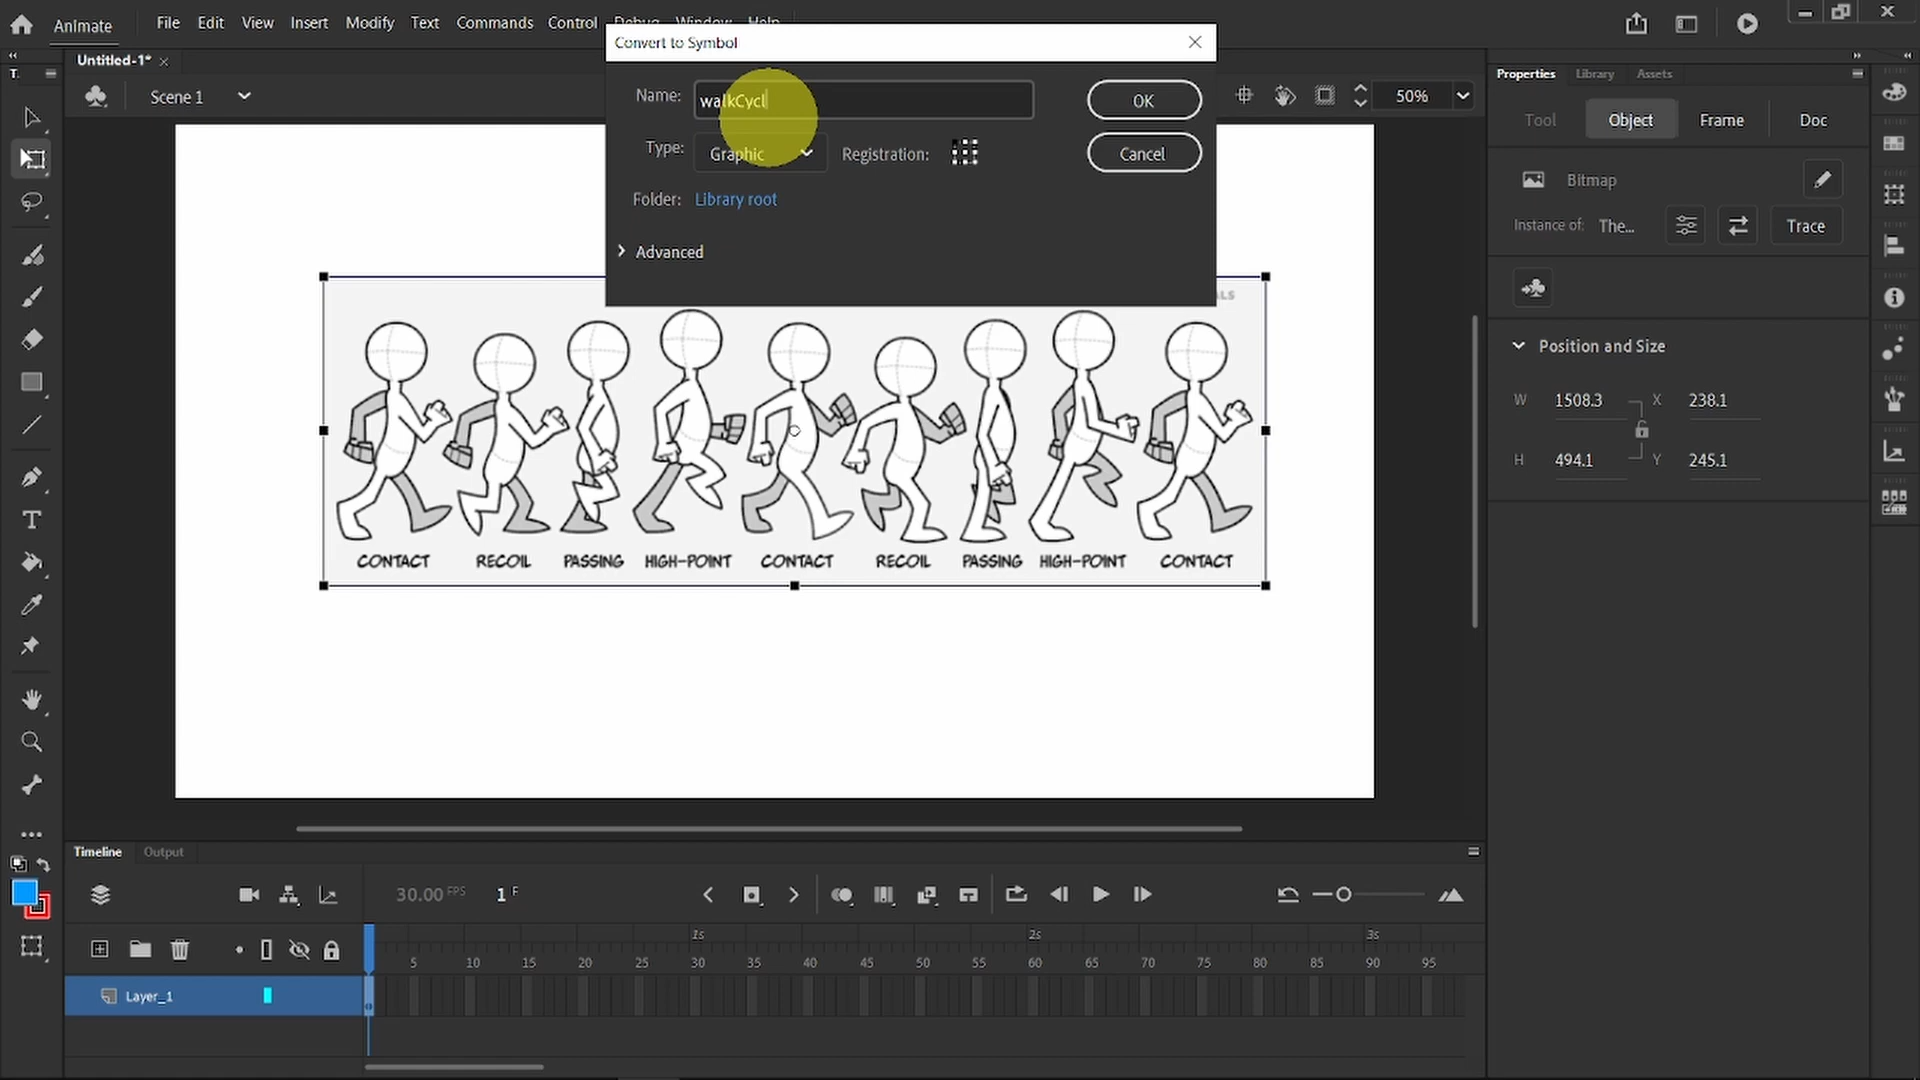 Animate File Edit View Insert Modify Text Commands Control Debug Window Help
Untitled-1*
Scene 1
50%
Convert to Symbol
Name: walkCycl
OK
Type: Graphic
Registration:
Cancel
Folder: Library root
Advanced
CONTACT RECOIL PASSING HIGH-POINT CONTACT RECOIL PASSING HIGH-POINT CONTACT
Properties Library Assets
Tool Object Frame Doc
Bitmap
Instance of: The... Trace
Position and Size
W 1508.3 X 238.1
H 494.1 Y 245.1
Timeline Output
30.00 FPS 1 F
1s 2s 3s
5 10 15 20 25 30 35 40 45 50 55 60 65 70 75 80 85 90 95
Layer_1